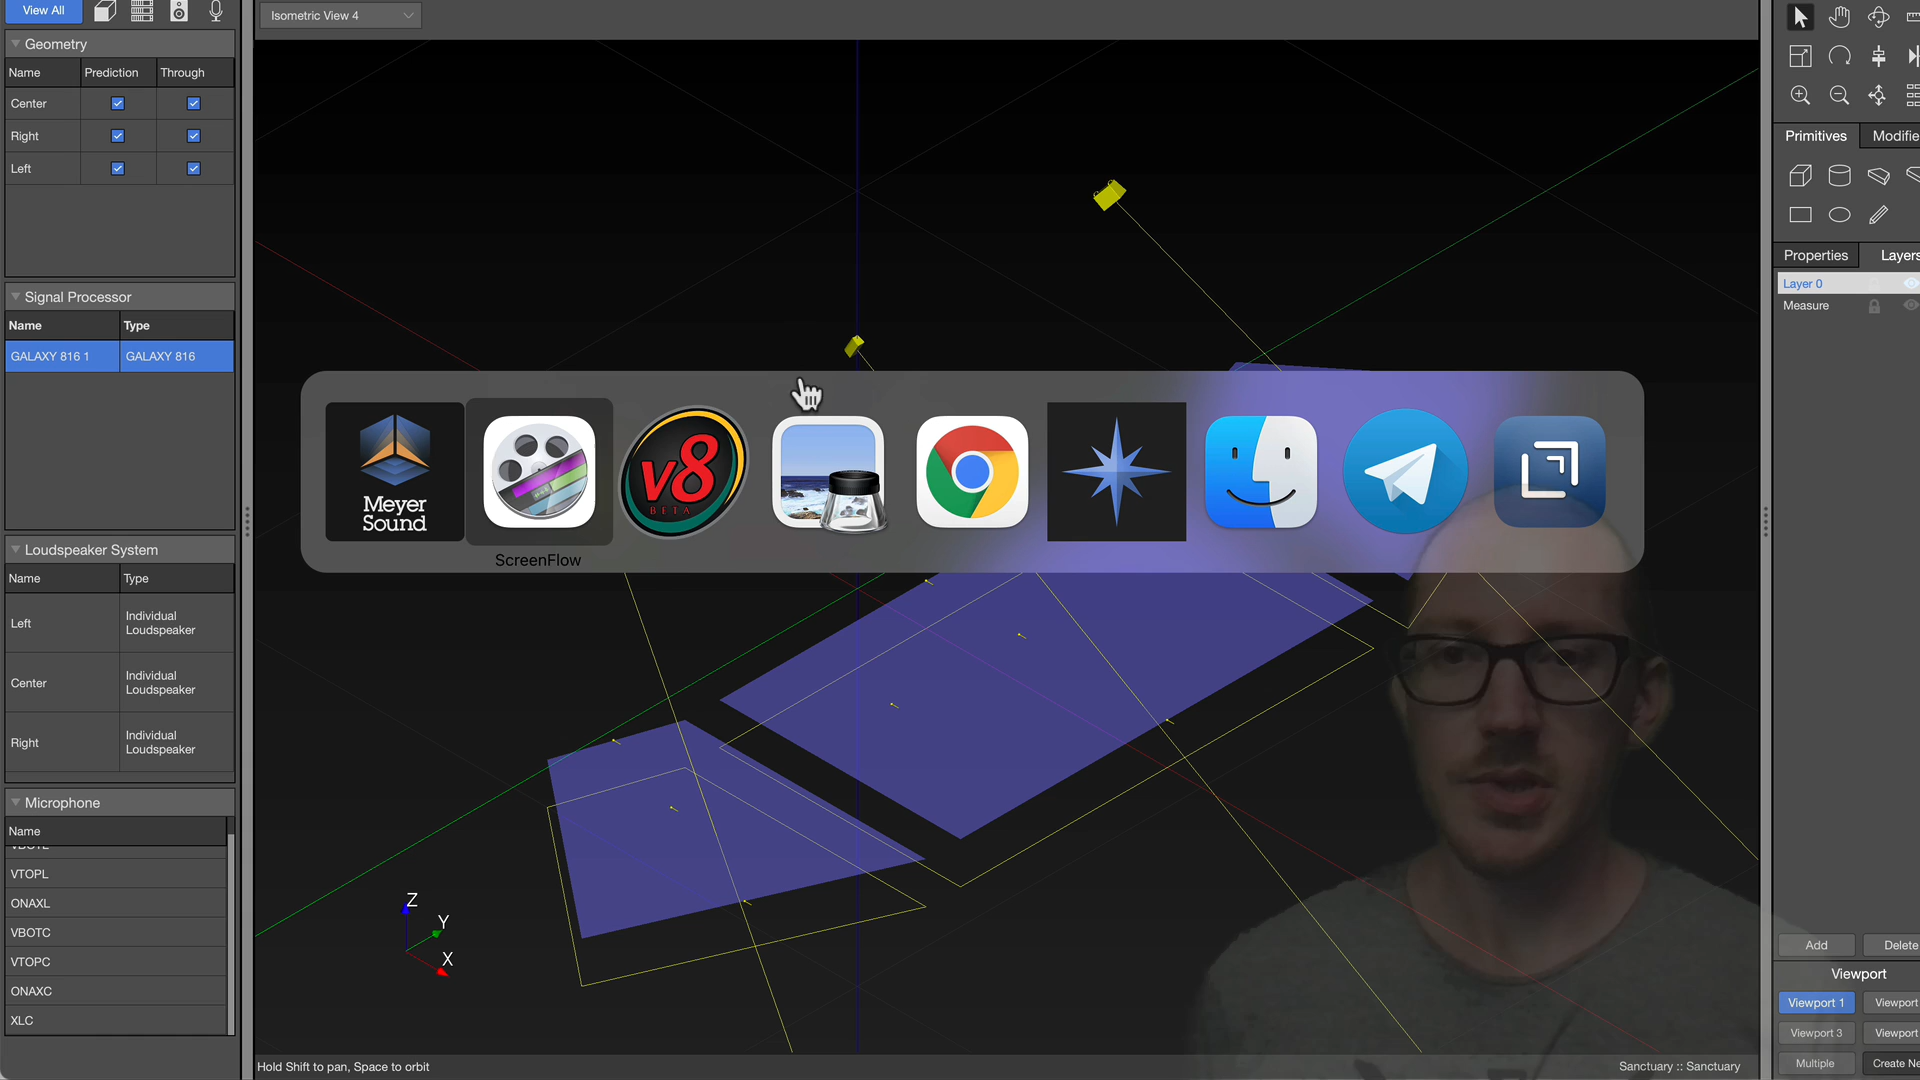 View All
Isometric View 4
Geometry
Name Prediction Through
Center
Right
Left
Signal Processor
Name Type
GALAXY 816 1 GALAXY 816
Loudspeaker System
Name Type
Left Individual Loudspeaker
Center Individual Loudspeaker
Right Individual Loudspeaker
Microphone
Name
VTOPL
ONAXL
VBOTC
VTOPC
ONAXC
XLC
Meyer
Sound
v8
BETA
ScreenFlow
Z
Y
X
Hold Shift to pan, Space to orbit
Sanctuary :: Sanctuary
Primitives Modifie
Properties Layers
Layer 0
Measure
Add Delete
Viewport
Viewport 1 Viewport
Viewport 3 Viewport
Multiple Create Ne